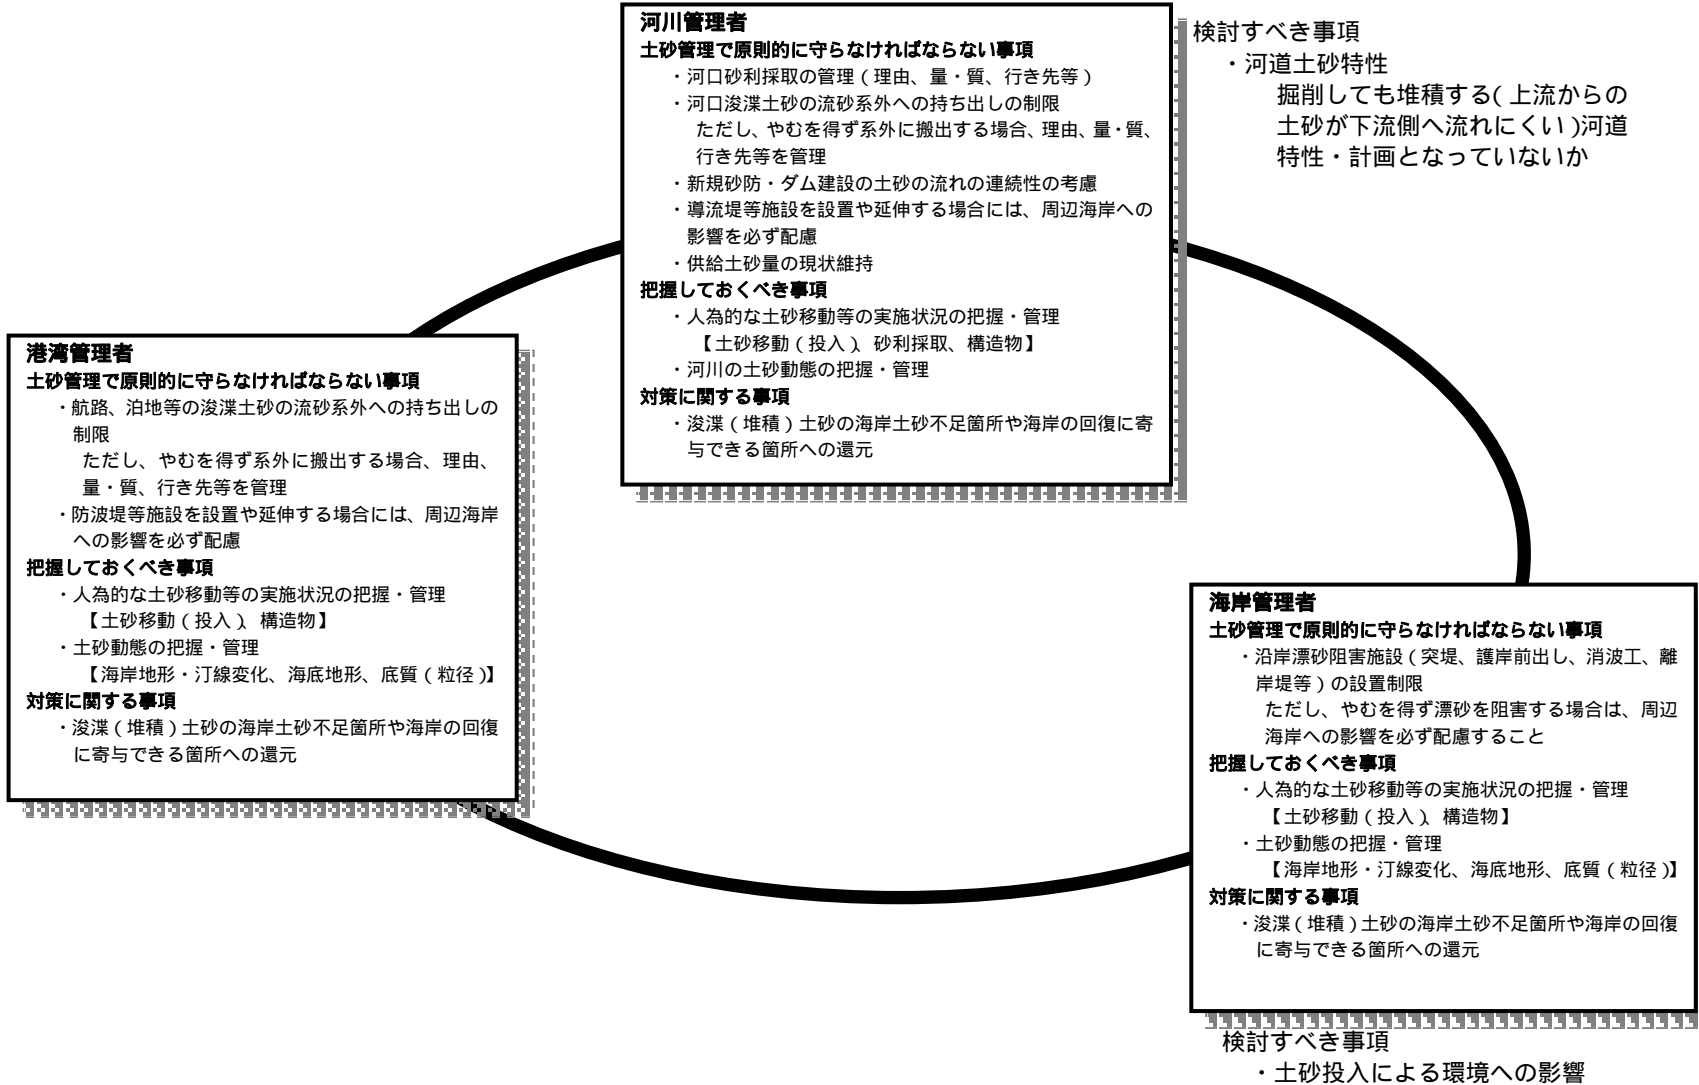 河川管理者
土砂管理で原則的に守らなければならない事項
・河口砂利採取の管理（理由、量・質、行き先等）
・河口浚渫土砂の流砂系外への持ち出しの制限
ただし、やむを得ず系外に搬出する場合、理由、量・質、
行き先等を管理
・新規砂防・ダム建設の土砂の流れの連続性の考慮
・導流堤等施設を設置や延伸する場合には、周辺海岸への
影響を必ず配慮
・供給土砂量の現状維持
把握しておくべき事項
・人為的な土砂移動等の実施状況の把握・管理
【土砂移動（投入）、砂利採取、構造物】
・河川の土砂動態の把握・管理
対策に関する事項
・浚渫（堆積）土砂の海岸土砂不足箇所や海岸の回復に寄
与できる箇所への還元
検討すべき事項
・河道土砂特性
掘削しても堆積する（上流からの
土砂が下流側へ流れにくい）河道
特性・計画となっていないか
港湾管理者
土砂管理で原則的に守らなければならない事項
・航路、泊地等の浚渫土砂の流砂系外への持ち出しの
制限
ただし、やむを得ず系外に搬出する場合、理由、
量・質、行き先等を管理
・防波堤等施設を設置や延伸する場合には、周辺海岸
への影響を必ず配慮
把握しておくべき事項
・人為的な土砂移動等の実施状況の把握・管理
【土砂移動（投入）、構造物】
・土砂動態の把握・管理
【海岸地形・汀線変化、海底地形、底質（粒径）】
対策に関する事項
・浚渫（堆積）土砂の海岸土砂不足箇所や海岸の回復
に寄与できる箇所への還元
海岸管理者
土砂管理で原則的に守らなければならない事項
・沿岸漂砂阻害施設（突堤、護岸前出し、消波工、離
岸堤等）の設置制限
ただし、やむを得ず漂砂を阻害する場合は、周辺
海岸への影響を必ず配慮すること
把握しておくべき事項
・人為的な土砂移動等の実施状況の把握・管理
【土砂移動（投入）、構造物】
・土砂動態の把握・管理
【海岸地形・汀線変化、海底地形、底質（粒径）】
対策に関する事項
・浚渫（堆積）土砂の海岸土砂不足箇所や海岸の回復
に寄与できる箇所への還元
検討すべき事項
・土砂投入による環境への影響